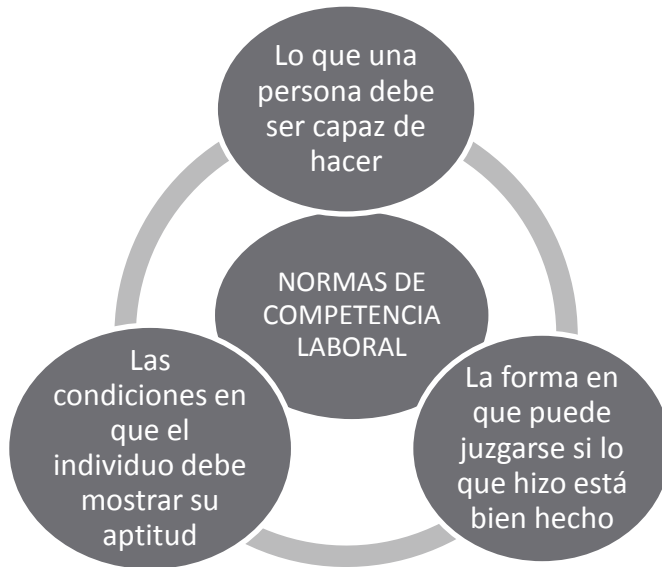 Lo que una
persona debe
ser capaz de
hacer
NORMAS DE
COMPETENCIA
LABORAL
Las
condiciones en
que el
individuo debe
mostrar su
aptitud
La forma en
que puede
juzgarse si lo
que hizo está
bien hecho